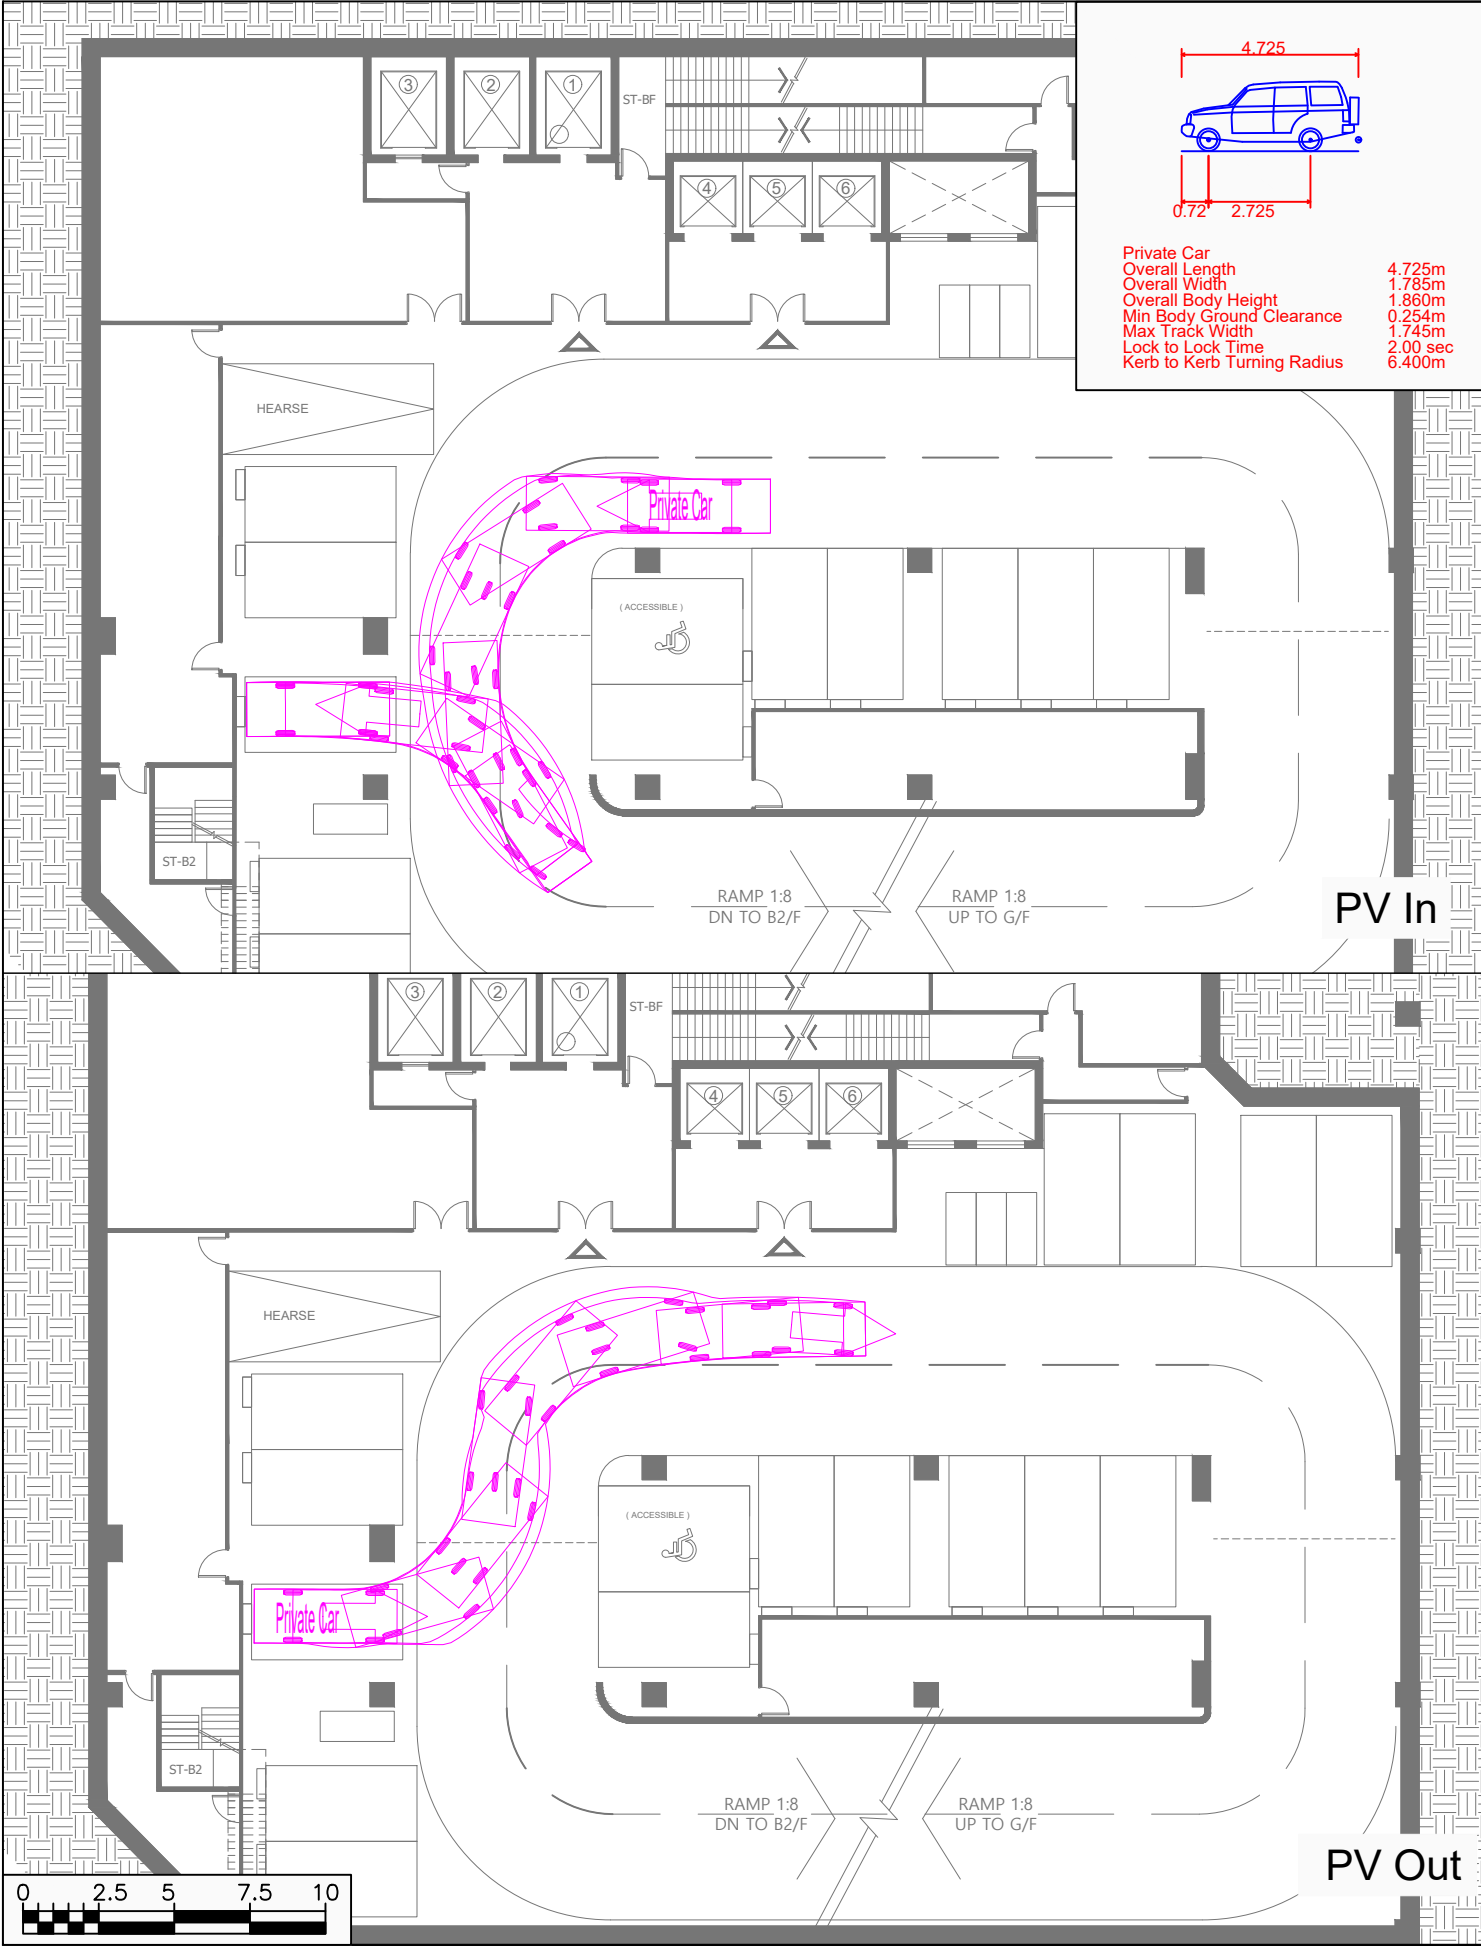 4.725
0.72 2.725
Private Car
Overall Length 4.725m
Overall Width 1.785m
Overall Body Height 1.860m
Min Body Ground Clearance 0.254m
Max Track Width 1.745m
Lock to Lock Time 2.00 sec
Kerb to Kerb Turning Radius 6.400m
3 2 1
ST-BF
4 5 6
HEARSE
Private Car
( ACCESSIBLE )
ST-B2
RAMP 1:8
DN TO B2/F
RAMP 1:8
UP TO G/F
PV In
3 2 1
ST-BF
4 5 6
HEARSE
( ACCESSIBLE )
Private Car
ST-B2
RAMP 1:8
DN TO B2/F
RAMP 1:8
UP TO G/F
PV Out
0 2.5 5 7.5 10